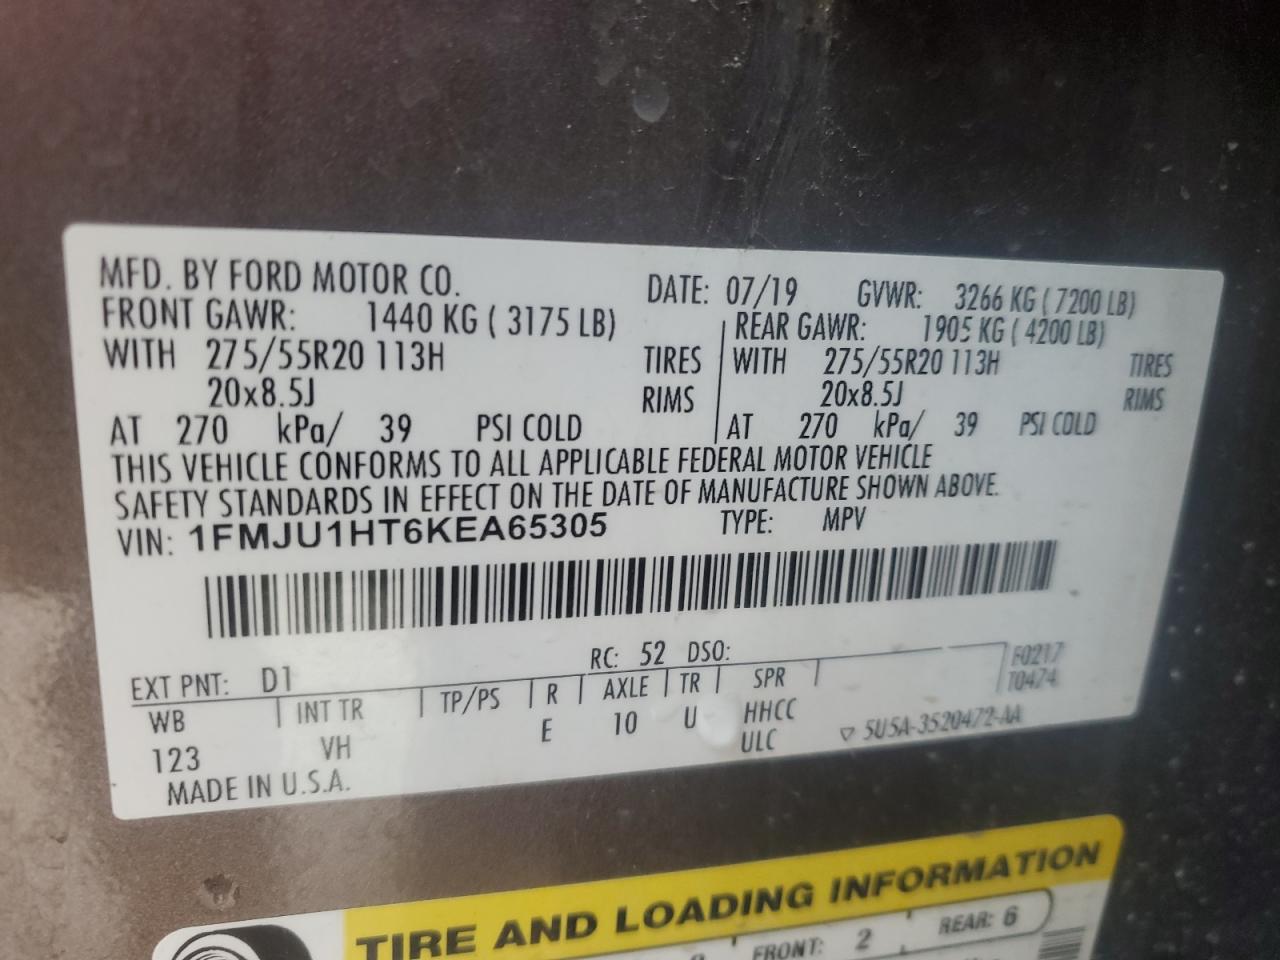 MFD. BY FORD MOTOR CO.
DATE: 07/19 GVWR: 3266 KG ( 7200 LB)
FRONT GAWR: 1440 KG ( 3175 LB)
REAR GAWR: 1905 KG ( 4200 LB)
WITH 275/55R20 113H TIRES
WITH 275/55R20 113H TIRES
20x8.5J RIMS
20x8.5J RIMS
AT 270 kPa/ 39 PSI COLD
AT 270 kPa/ 39 PSI COLD
THIS VEHICLE CONFORMS TO ALL APPLICABLE FEDERAL MOTOR VEHICLE
SAFETY STANDARDS IN EFFECT ON THE DATE OF MANUFACTURE SHOWN ABOVE.
VIN: 1FMJU1HT6KEA65305 TYPE: MPV
EXT PNT: D1 RC: 52 DSO:
WB INT TR TP/PS R AXLE TR SPR
F0217
T0474
123 VH E 10 U HHCC
ULC
▽ 5U5A-3520472-AA
MADE IN U.S.A.
TIRE AND LOADING INFORMATION
FRONT: 2 REAR: 6